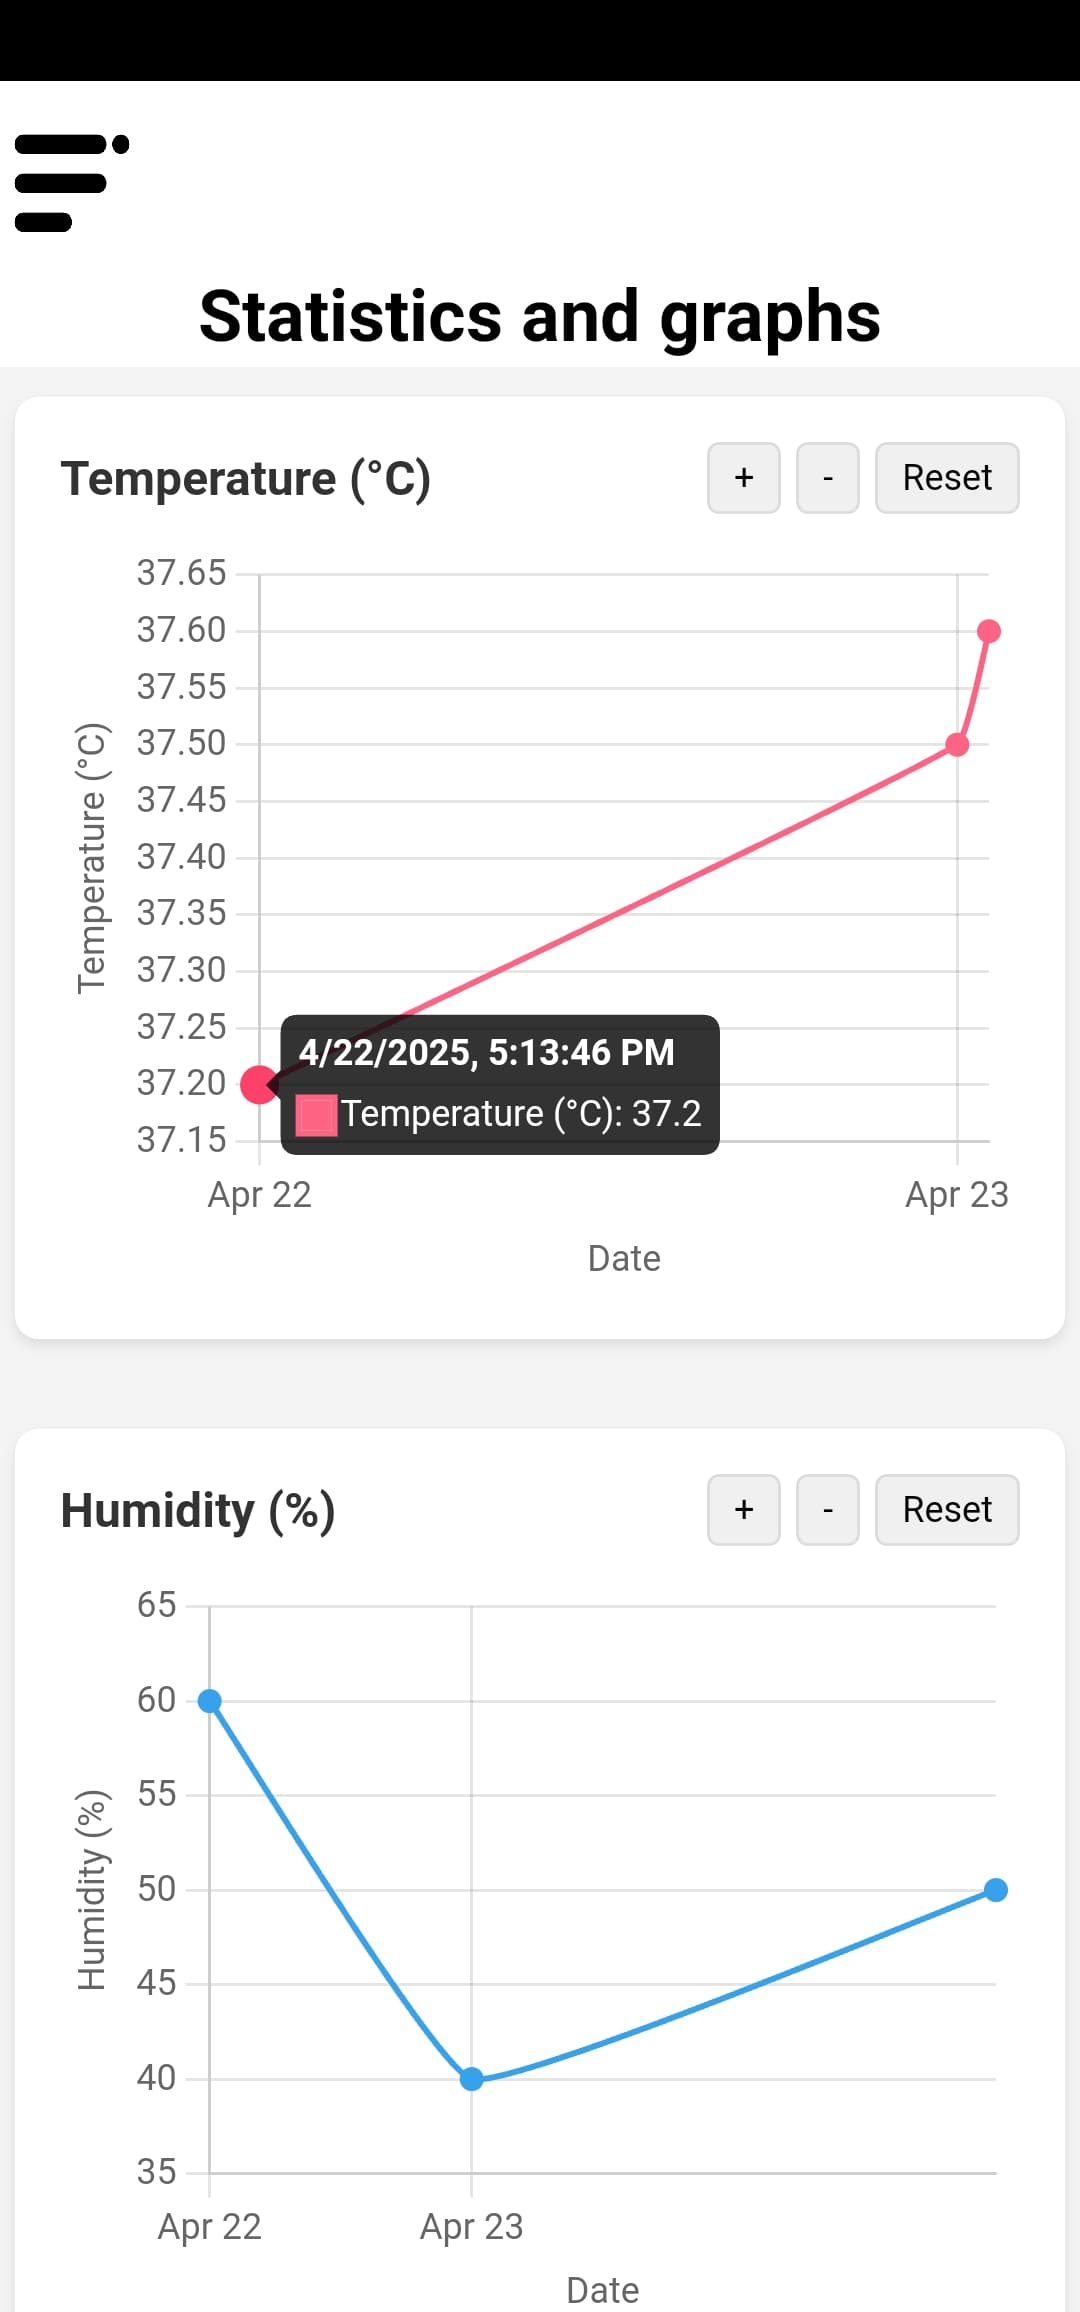 Statistics and graphs
Temperature (°C)
+
-
Reset
37.65
37.60
37.55
37.50
37.45
37.40
37.35
37.30
37.25
37.20
37.15
Temperature (°C)
4/22/2025, 5:13:46 PM
Temperature (°C): 37.2
Apr 22
Apr 23
Date
Humidity (%)
+
-
Reset
65
60
55
50
45
40
35
Humidity (%)
Apr 22
Apr 23
Date